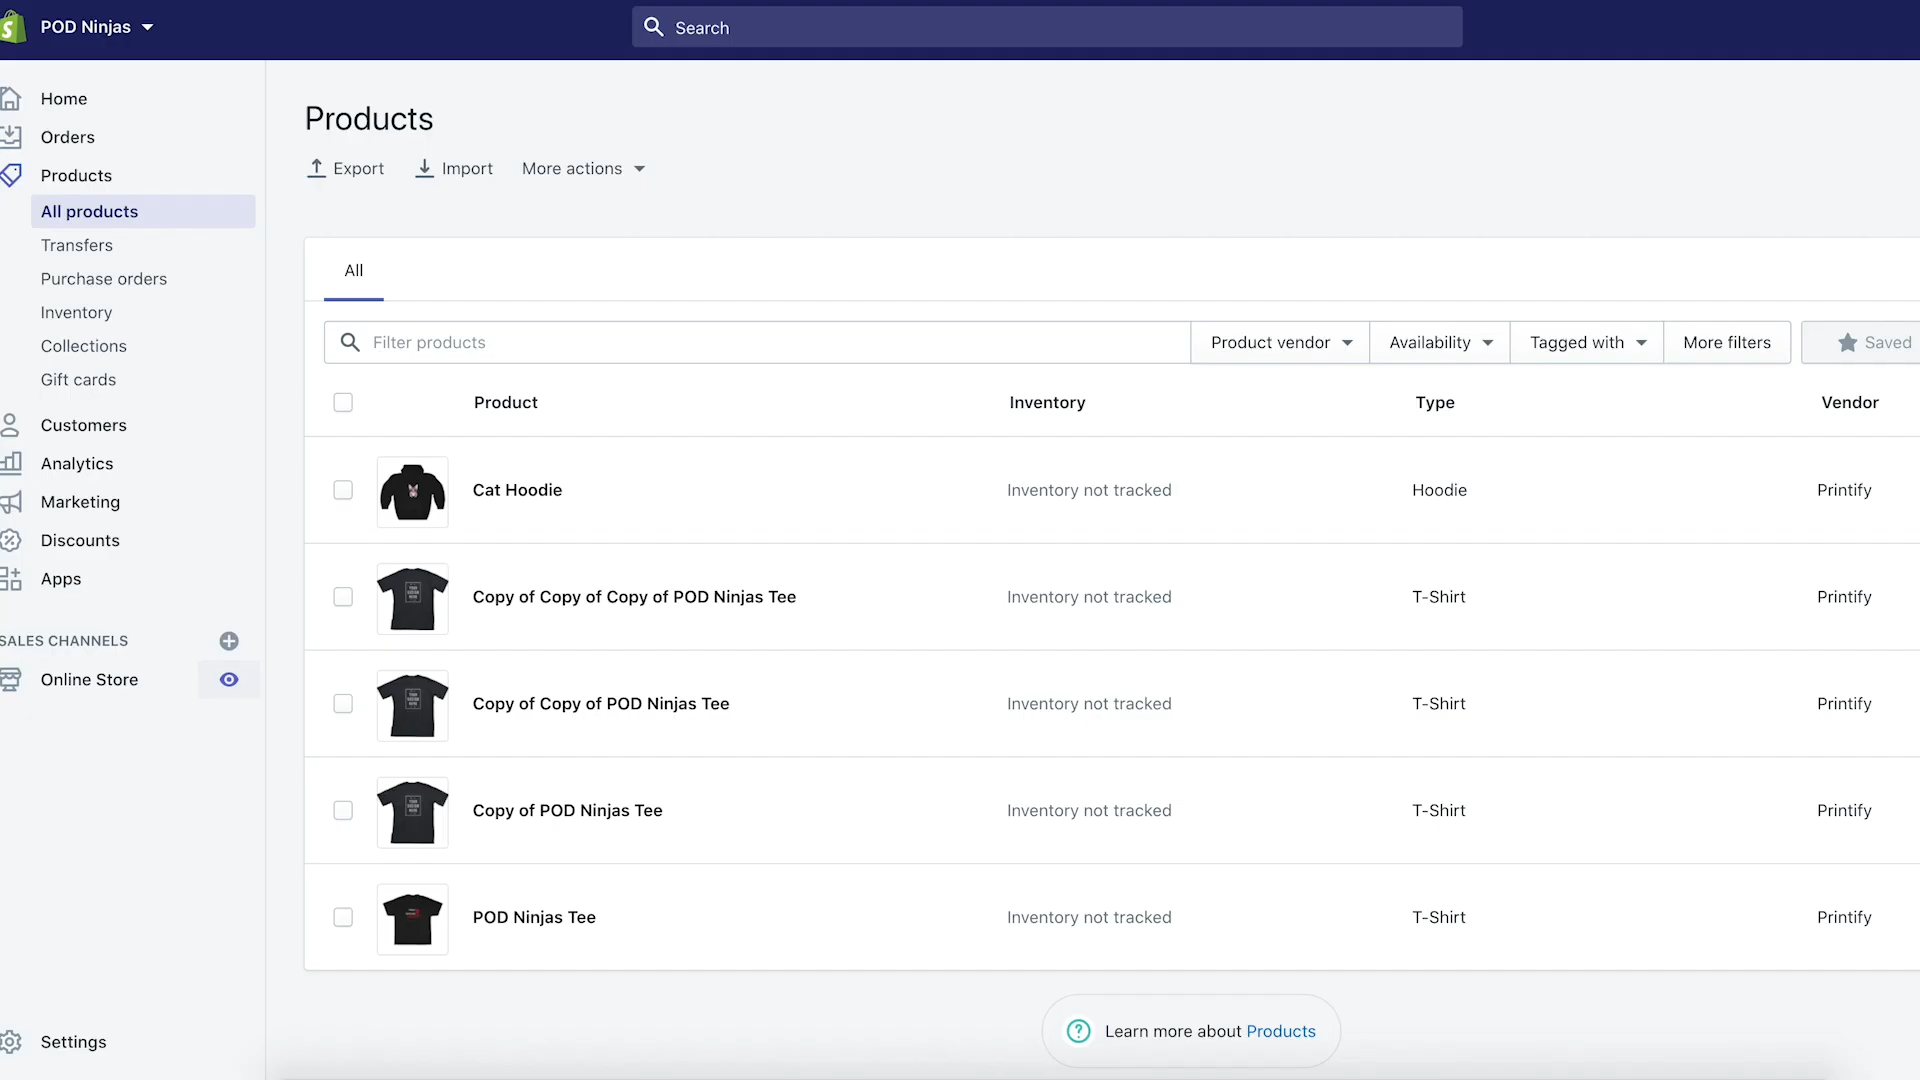 POD Ninjas
Search
Home
Orders
Products
All products
Transfers
Purchase orders
Inventory
Collections
Gift cards
Customers
Analytics
Marketing
Discounts
Apps
SALES CHANNELS
Online Store
Settings
Products
Export Import More actions
All
Filter products Product vendor Availability Tagged with More filters Saved
Product Inventory Type Vendor
Cat Hoodie Inventory not tracked Hoodie Printify
Copy of Copy of Copy of POD Ninjas Tee Inventory not tracked T-Shirt Printify
Copy of Copy of POD Ninjas Tee Inventory not tracked T-Shirt Printify
Copy of POD Ninjas Tee Inventory not tracked T-Shirt Printify
POD Ninjas Tee Inventory not tracked T-Shirt Printify
Learn more about Products